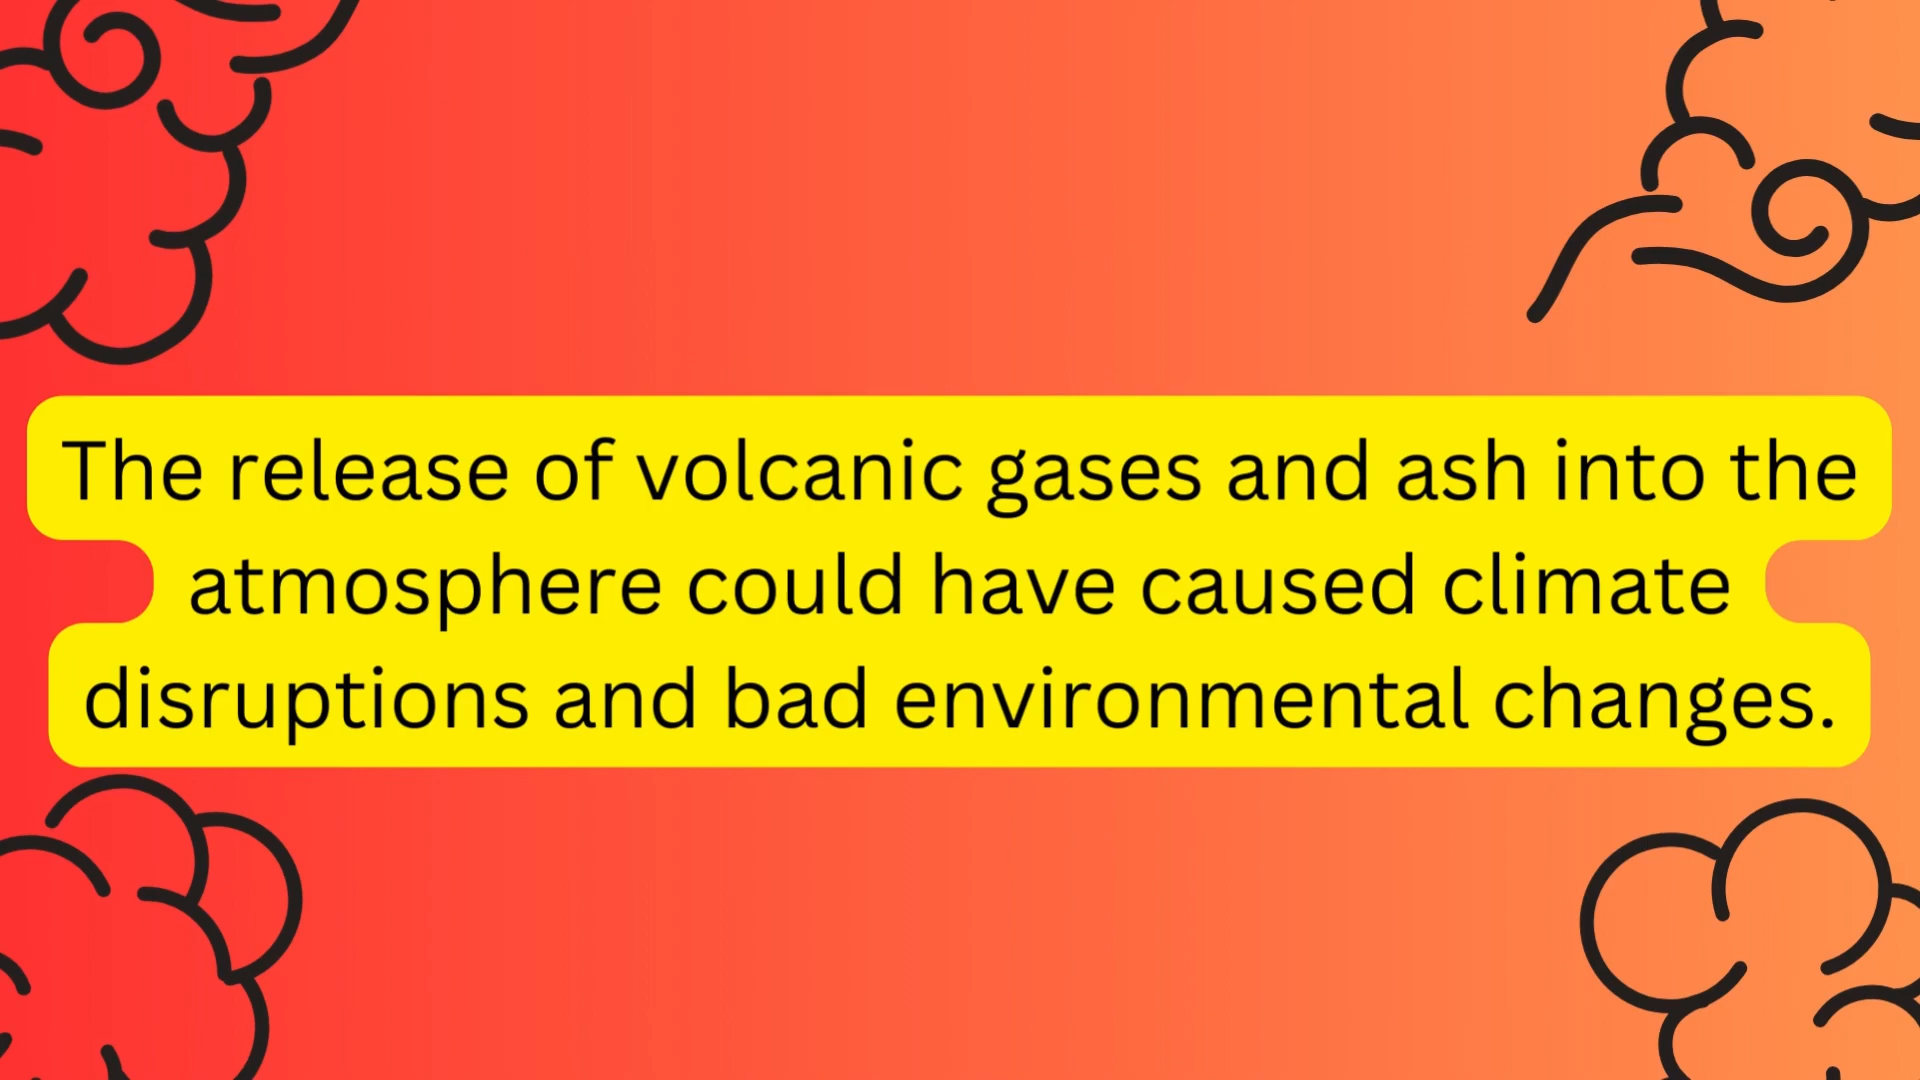 The release of volcanic gases and ash into the
atmosphere could have caused climate
disruptions and bad environmental changes.